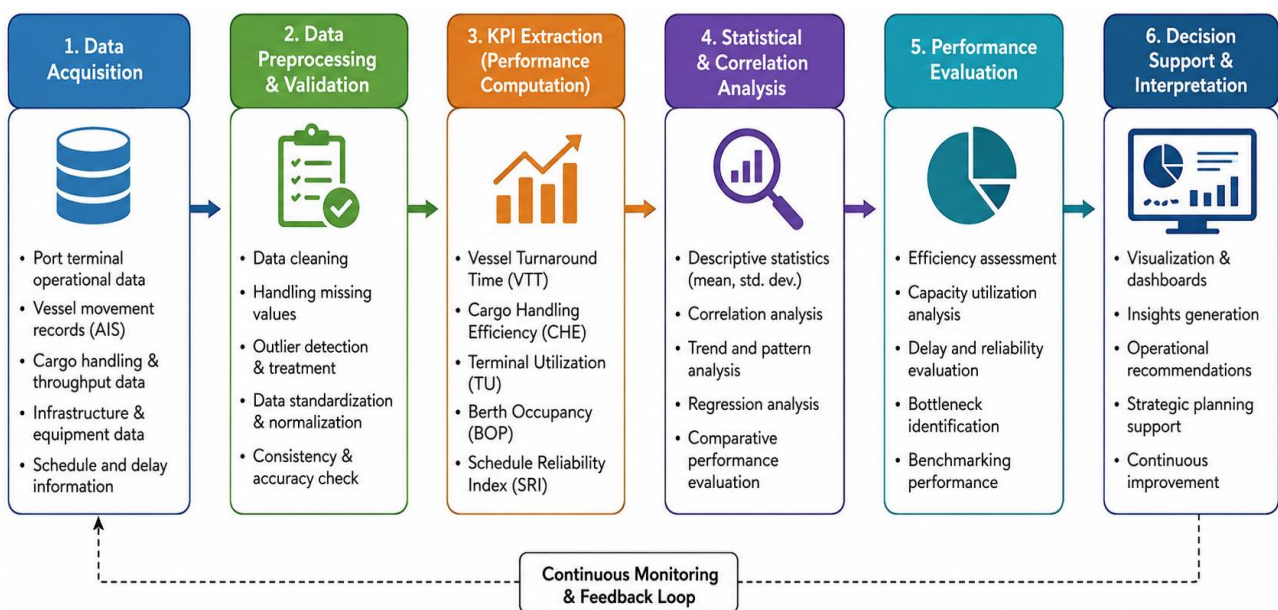 1. Data
Acquisition
• Port terminal
operational data
• Vessel movement
records (AIS)
• Cargo handling &
throughput data
• Infrastructure &
equipment data
• Schedule and delay
information
2. Data
Preprocessing
& Validation
• Data cleaning
• Handling missing
values
• Outlier detection
& treatment
• Data standardization
& normalization
• Consistency &
accuracy check
3. KPI Extraction
(Performance
Computation)
• Vessel Turnaround
Time (VTT)
• Cargo Handling
Efficiency (CHE)
• Terminal Utilization
(TU)
• Berth Occupancy
(BOP)
• Schedule Reliability
Index (SRI)
4. Statistical
& Correlation
Analysis
• Descriptive statistics
(mean, std. dev.)
• Correlation analysis
• Trend and pattern
analysis
• Regression analysis
• Comparative
performance
evaluation
5. Performance
Evaluation
• Efficiency assessment
• Capacity utilization
analysis
• Delay and reliability
evaluation
• Bottleneck
identification
• Benchmarking
performance
6. Decision
Support &
Interpretation
• Visualization &
dashboards
• Insights generation
• Operational
recommendations
• Strategic planning
support
• Continuous
improvement
Continuous Monitoring
& Feedback Loop